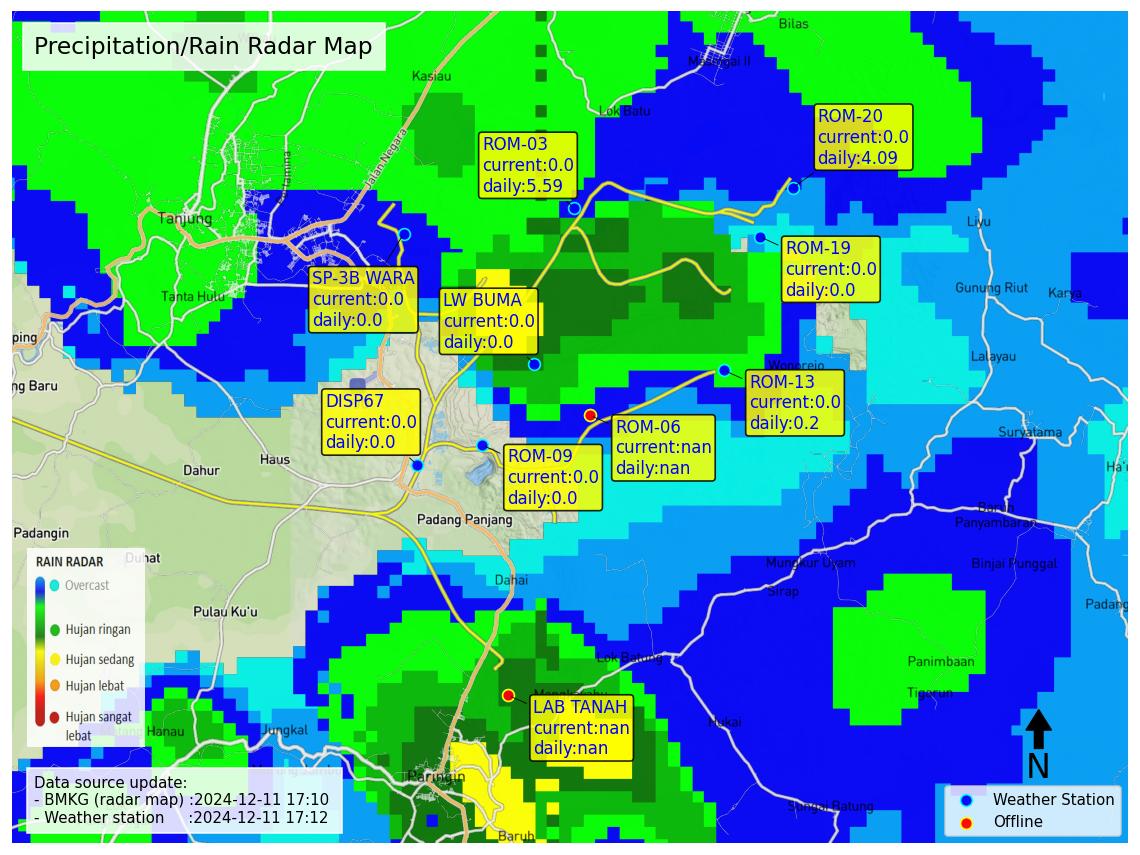 Precipitation/Rain Radar Map
Bilas
Kasiau
Lok Batu
Jalan Negara
Tanjung
Tanta Hulu
ROM-03
current:0.0
daily:5.59
ROM-20
current:0.0
daily:4.09
ROM-19
current:0.0
daily:0.0
SP-3B WARA
current:0.0
daily:0.0
LW BUMA
current:0.0
daily:0.0
Liyu
Gunung Riut
Karya
Lalayau
Wonorejo
ping
ng Baru
ROM-13
current:0.0
daily:0.2
DISP67
current:0.0
daily:0.0
ROM-06
current:nan
daily:nan
ROM-09
current:0.0
daily:0.0
Suryatama
Haus
Dahur
Padang Panjang
Padangin
Duhat
Baruh
Panyambaran
Mungkur Dyam
Binjai Punggal
Sirap
Dahai
Padang
Pulau Ku'u
Lok Batung
Panimbaan
Tigarun
Hukai
Jungkal
Hanau
Paringin
Baruh
Sungai Batung
LAB TANAH
current:nan
daily:nan
RAIN RADAR
Overcast
Hujan ringan
Hujan sedang
Hujan lebat
Hujan sangat
lebat
Data source update:
- BMKG (radar map) :2024-12-11 17:10
- Weather station :2024-12-11 17:12
N
Weather Station
Offline